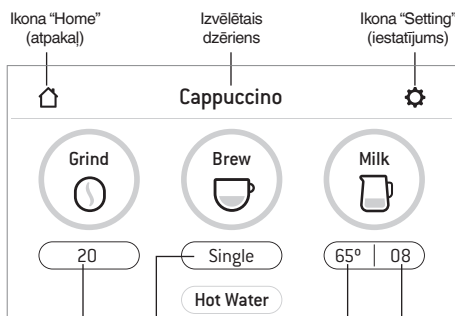 Ikona “Home”
(atpakaļ)
Izvēlētais
dzēriens
Ikona “Setting”
(iestatījums)
Cappuccino
Grind
Brew
Milk
20
Single
65º | 08
Hot Water